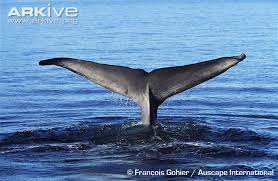 ARKIVE
www.arkive.org
© Francois Gohier / Auscape International